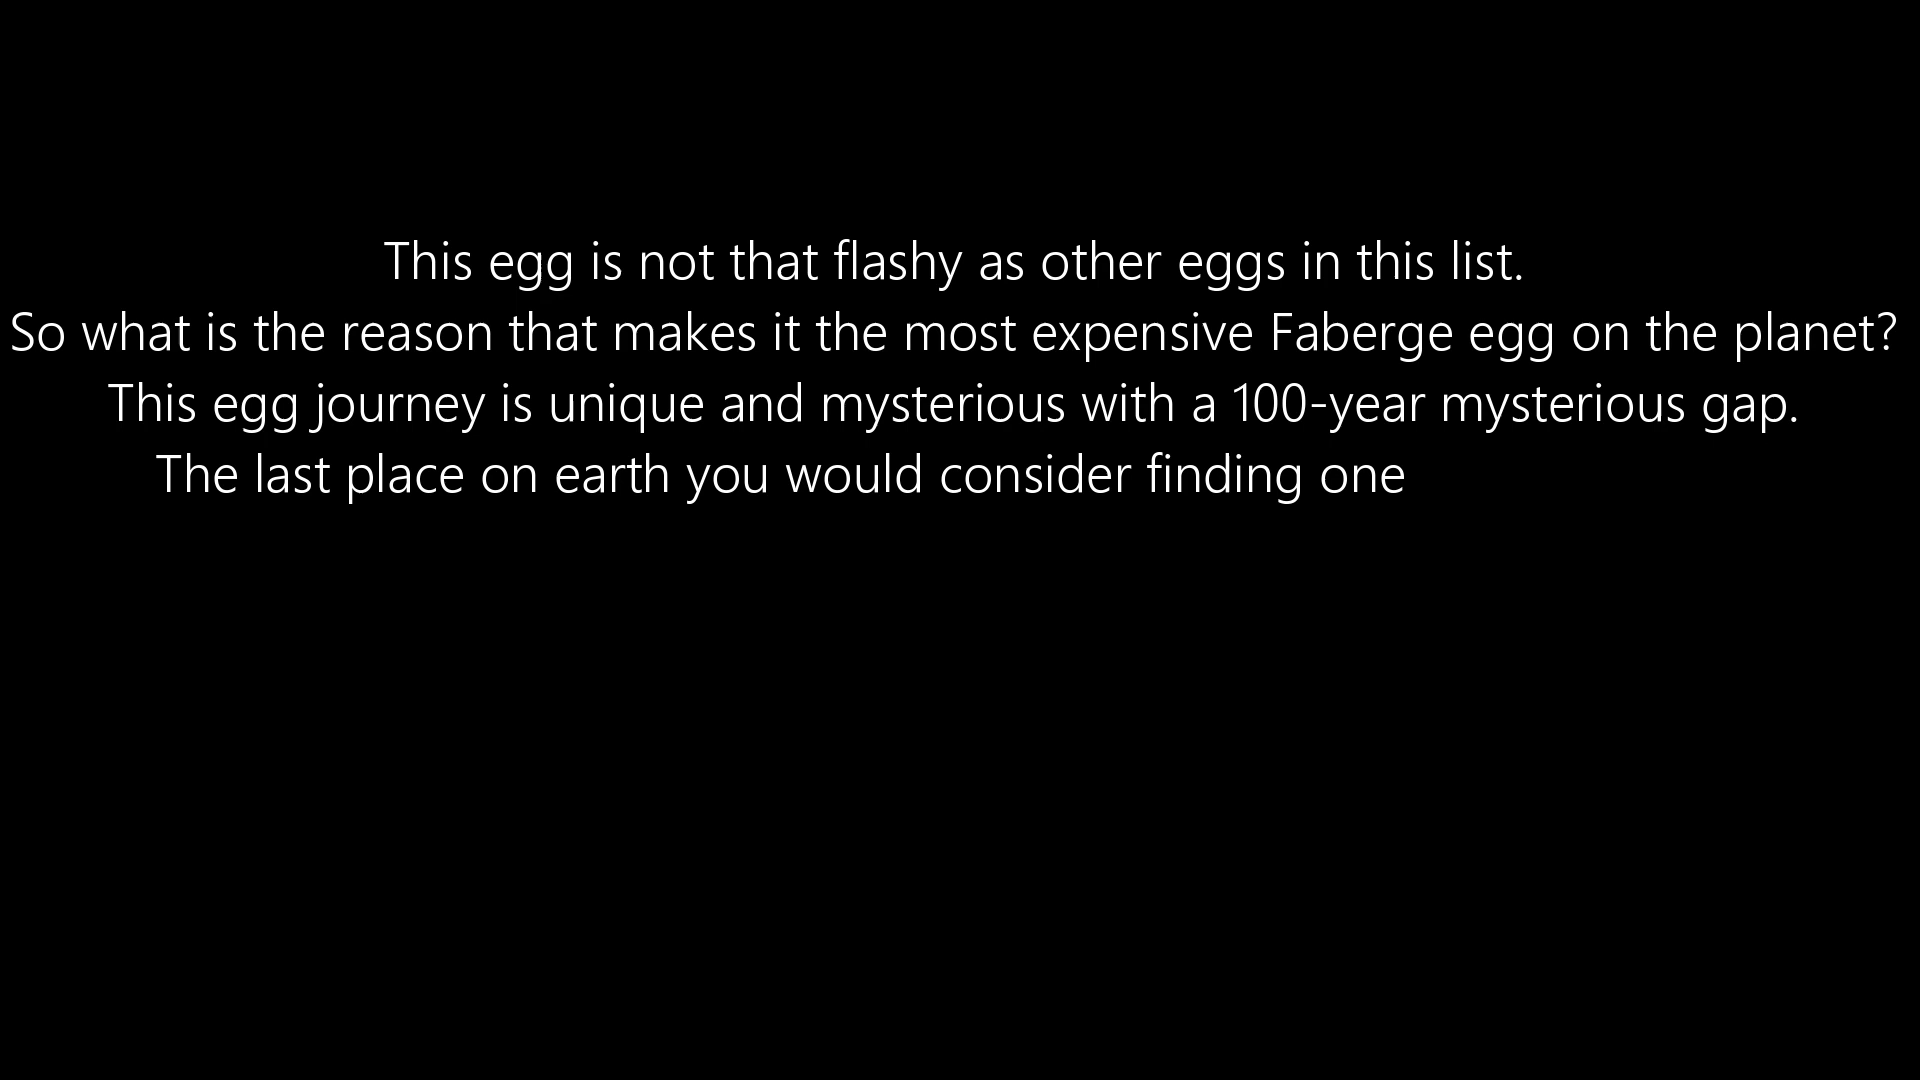 This egg is not that flashy as other eggs in this list.
So what is the reason that makes it the most expensive Faberge egg on the planet?
This egg journey is unique and mysterious with a 100-year mysterious gap.
The last place on earth you would consider finding one